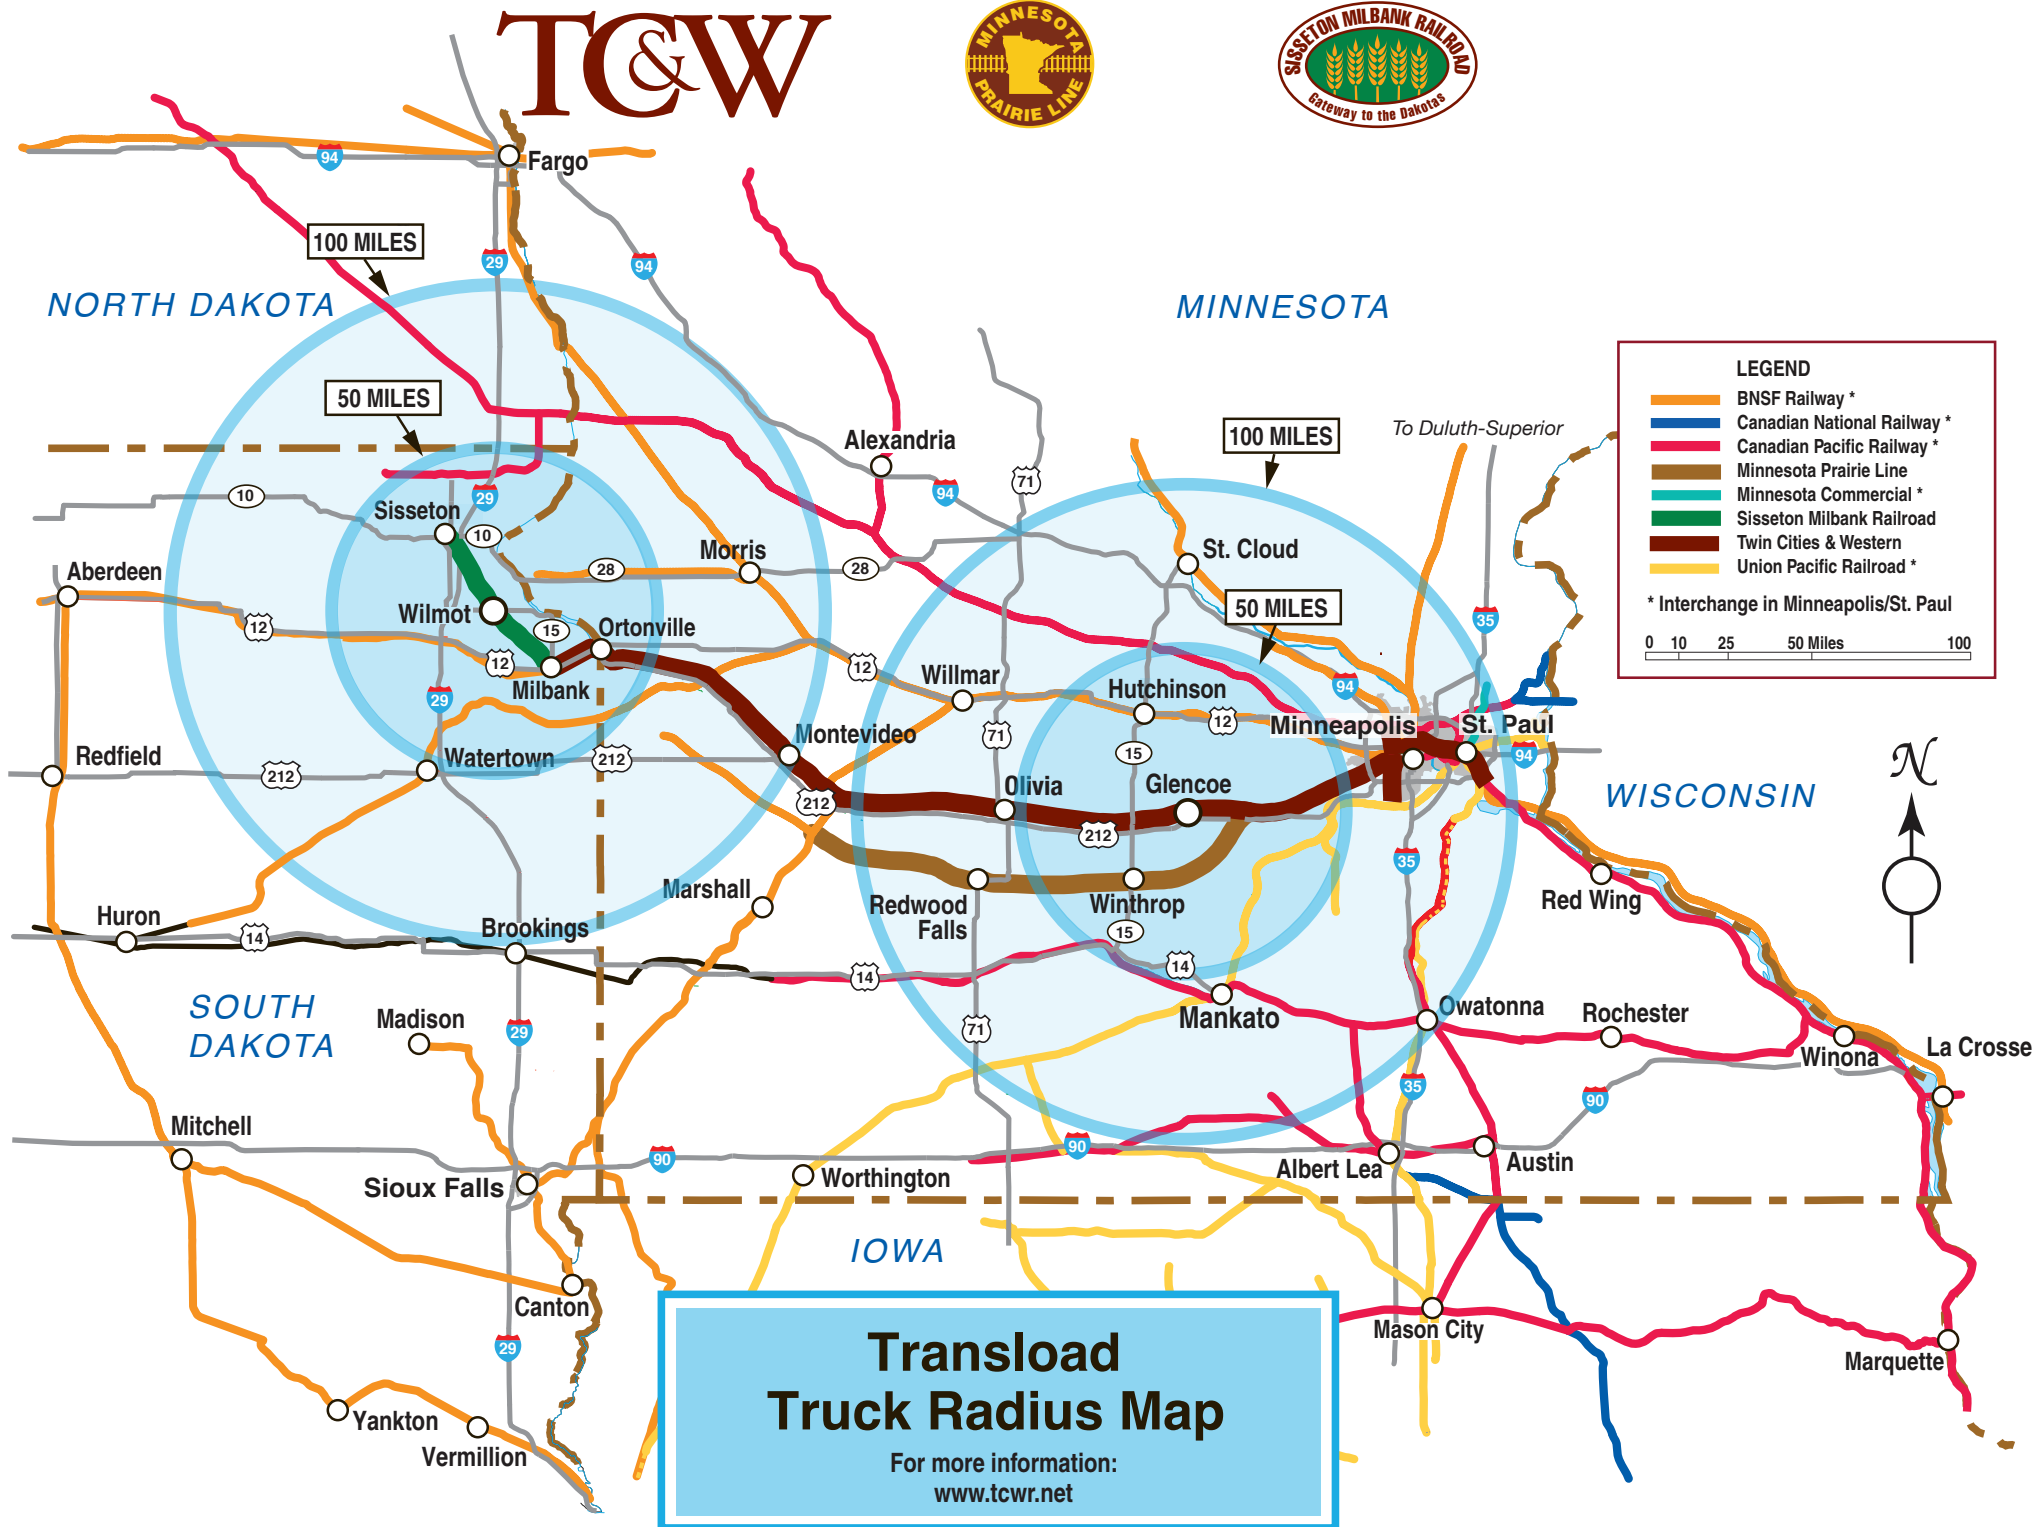 TC&W
MINNESOTA
PRAIRIE LINE
SISSETON MILBANK RAILROAD
Gateway to the Dakotas
94
Fargo
100 MILES
29
94
NORTH DAKOTA
MINNESOTA
50 MILES
Alexandria
100 MILES
To Duluth-Superior
LEGEND
BNSF Railway *
Canadian National Railway *
Canadian Pacific Railway *
Minnesota Prairie Line
Minnesota Commercial *
Sisseton Milbank Railroad
Twin Cities & Western
Union Pacific Railroad *
* Interchange in Minneapolis/St. Paul
0 10 25 50 Miles 100
10
29
94
71
Sisseton
10
Morris
St. Cloud
28
28
Aberdeen
Wilmot
15
Ortonville
50 MILES
35
12
12
Milbank
12
Willmar
Hutchinson
94
29
12
Minneapolis
St. Paul
71
15
94
Redfield
212
Watertown
212
Montevideo
N
212
Olivia
Glencoe
WISCONSIN
212
35
Marshall
Redwood
Falls
Winthrop
Red Wing
Huron
14
Brookings
15
14
14
SOUTH
DAKOTA
Madison
29
71
Mankato
Owatonna
Rochester
Winona
La Crosse
35
90
Mitchell
90
90
Sioux Falls
Worthington
Albert Lea
Austin
IOWA
Canton
29
Mason City
Marquette
Yankton
Vermillion
Transload
Truck Radius Map
For more information:
www.tcwr.net